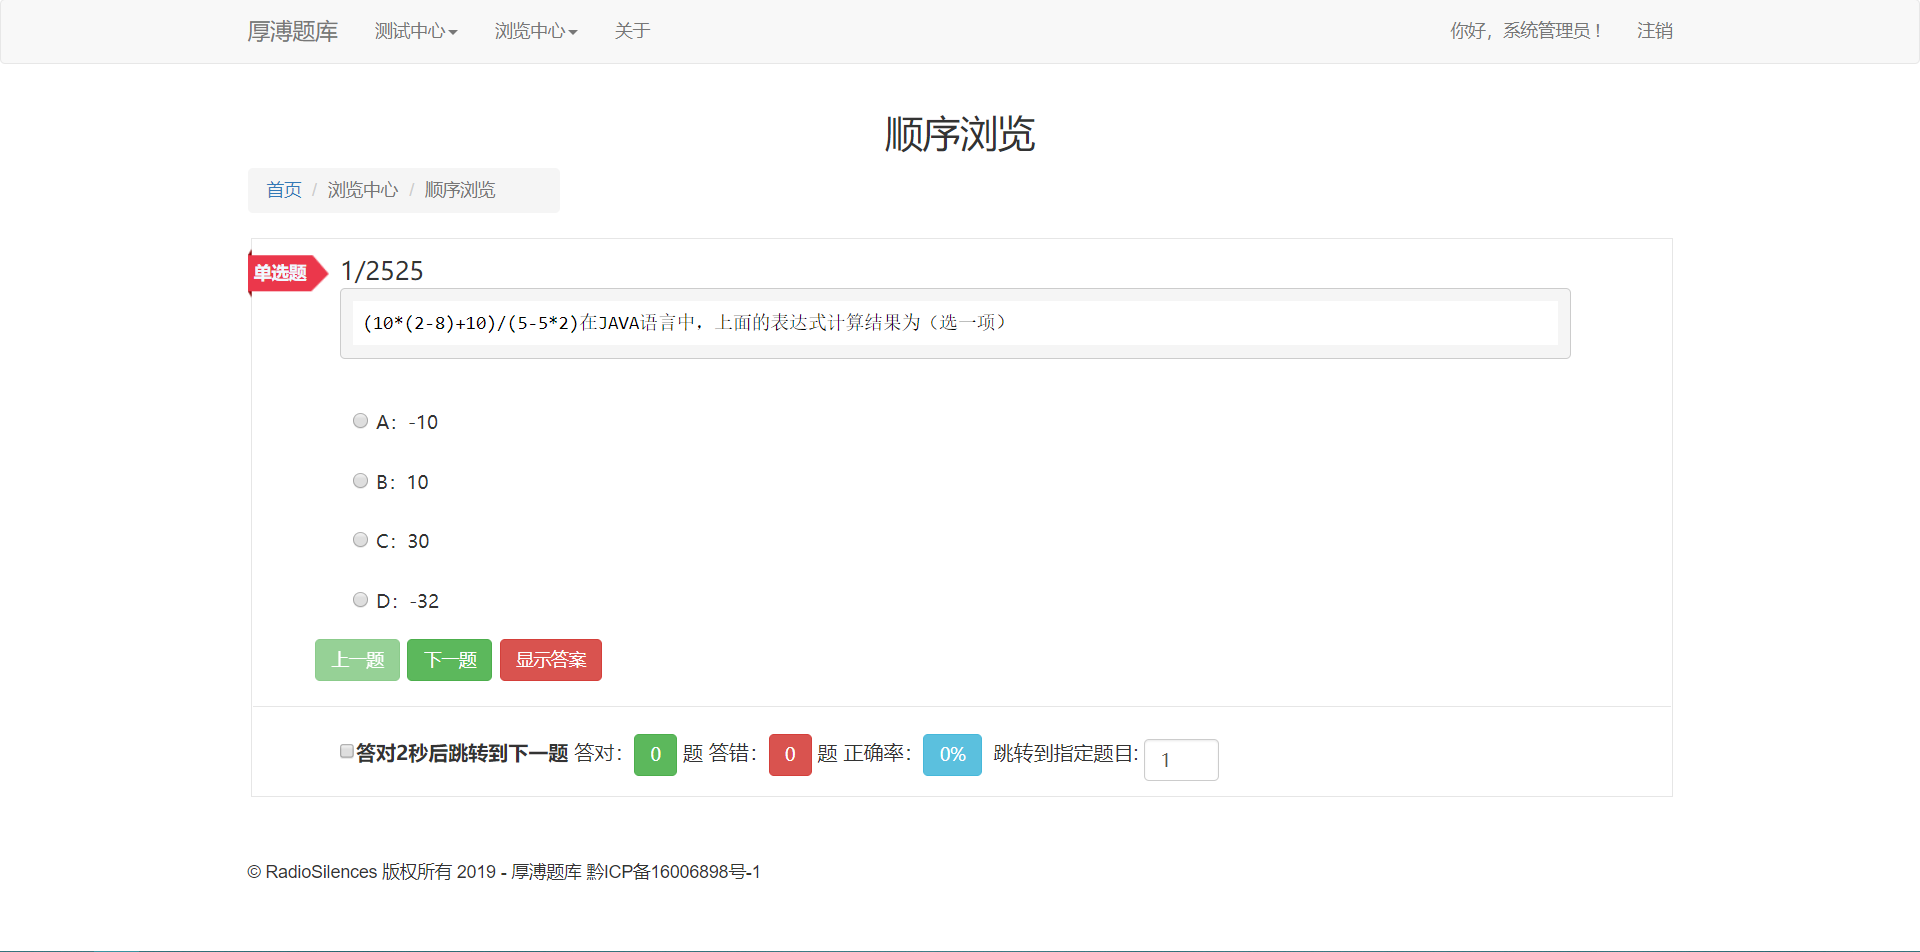 厚溥题库 测试中心 浏览中心 关于 你好，系统管理员！ 注销
顺序浏览
首页 / 浏览中心 / 顺序浏览
单选题 1/2525
(10*(2-8)+10)/(5-5*2)在JAVA语言中，上面的表达式计算结果为（选一项）
A：-10
B：10
C：30
D：-32
上一题 下一题 显示答案
答对2秒后跳转到下一题 答对： 0 题 答错： 0 题 正确率： 0% 跳转到指定题目: 1
© RadioSilences 版权所有 2019 - 厚溥题库 黔ICP备16006898号-1